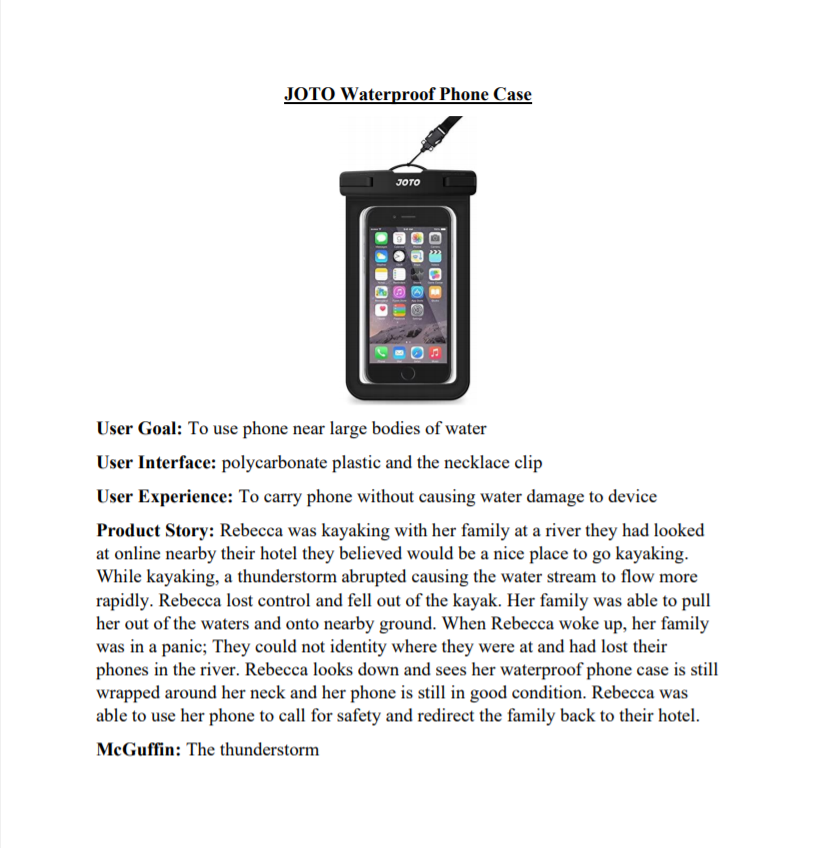 JOTO Waterproof Phone Case
JOTO
User Goal: To use phone near large bodies of water
User Interface: polycarbonate plastic and the necklace clip
User Experience: To carry phone without causing water damage to device
Product Story: Rebecca was kayaking with her family at a river they had looked
at online nearby their hotel they believed would be a nice place to go kayaking.
While kayaking, a thunderstorm abrupted causing the water stream to flow more
rapidly. Rebecca lost control and fell out of the kayak. Her family was able to pull
her out of the waters and onto nearby ground. When Rebecca woke up, her family
was in a panic; They could not identity where they were at and had lost their
phones in the river. Rebecca looks down and sees her waterproof phone case is still
wrapped around her neck and her phone is still in good condition. Rebecca was
able to use her phone to call for safety and redirect the family back to their hotel.
McGuffin: The thunderstorm